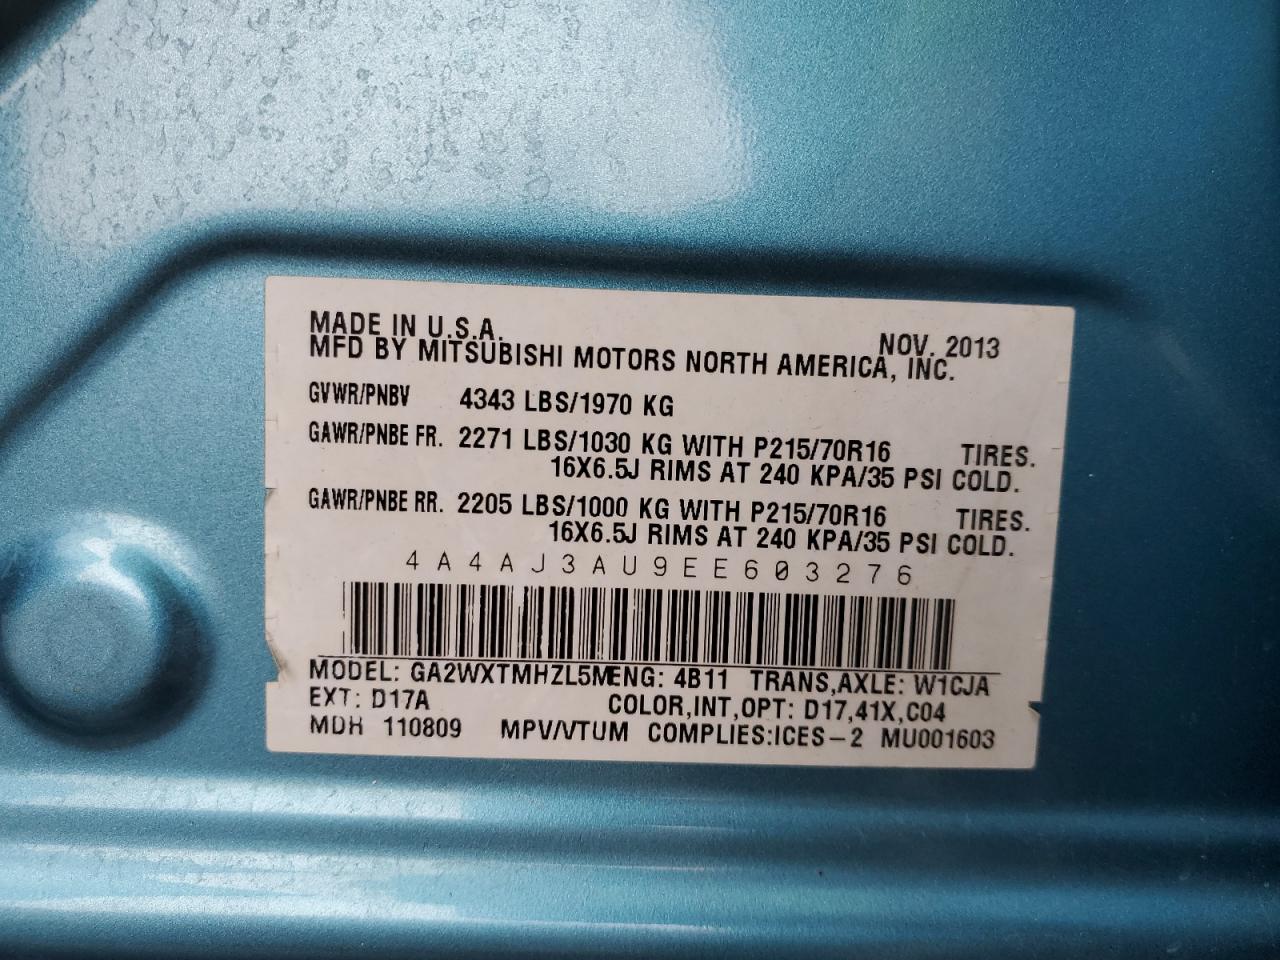 MADE IN U.S.A. NOV. 2013
MFD BY MITSUBISHI MOTORS NORTH AMERICA, INC.
GVWR/PNBV 4343 LBS/1970 KG
GAWR/PNBE FR. 2271 LBS/1030 KG WITH P215/70R16 TIRES.
16X6.5J RIMS AT 240 KPA/35 PSI COLD.
GAWR/PNBE RR. 2205 LBS/1000 KG WITH P215/70R16 TIRES.
16X6.5J RIMS AT 240 KPA/35 PSI COLD.
4A4AJ3AU9EE603276
MODEL: GA2WXTMHZL5M ENG: 4B11 TRANS,AXLE: W1CJA
EXT: D17A COLOR,INT,OPT: D17,41X,C04
MDH 110809 MPV/VTUM COMPLIES:ICES-2 MU001603